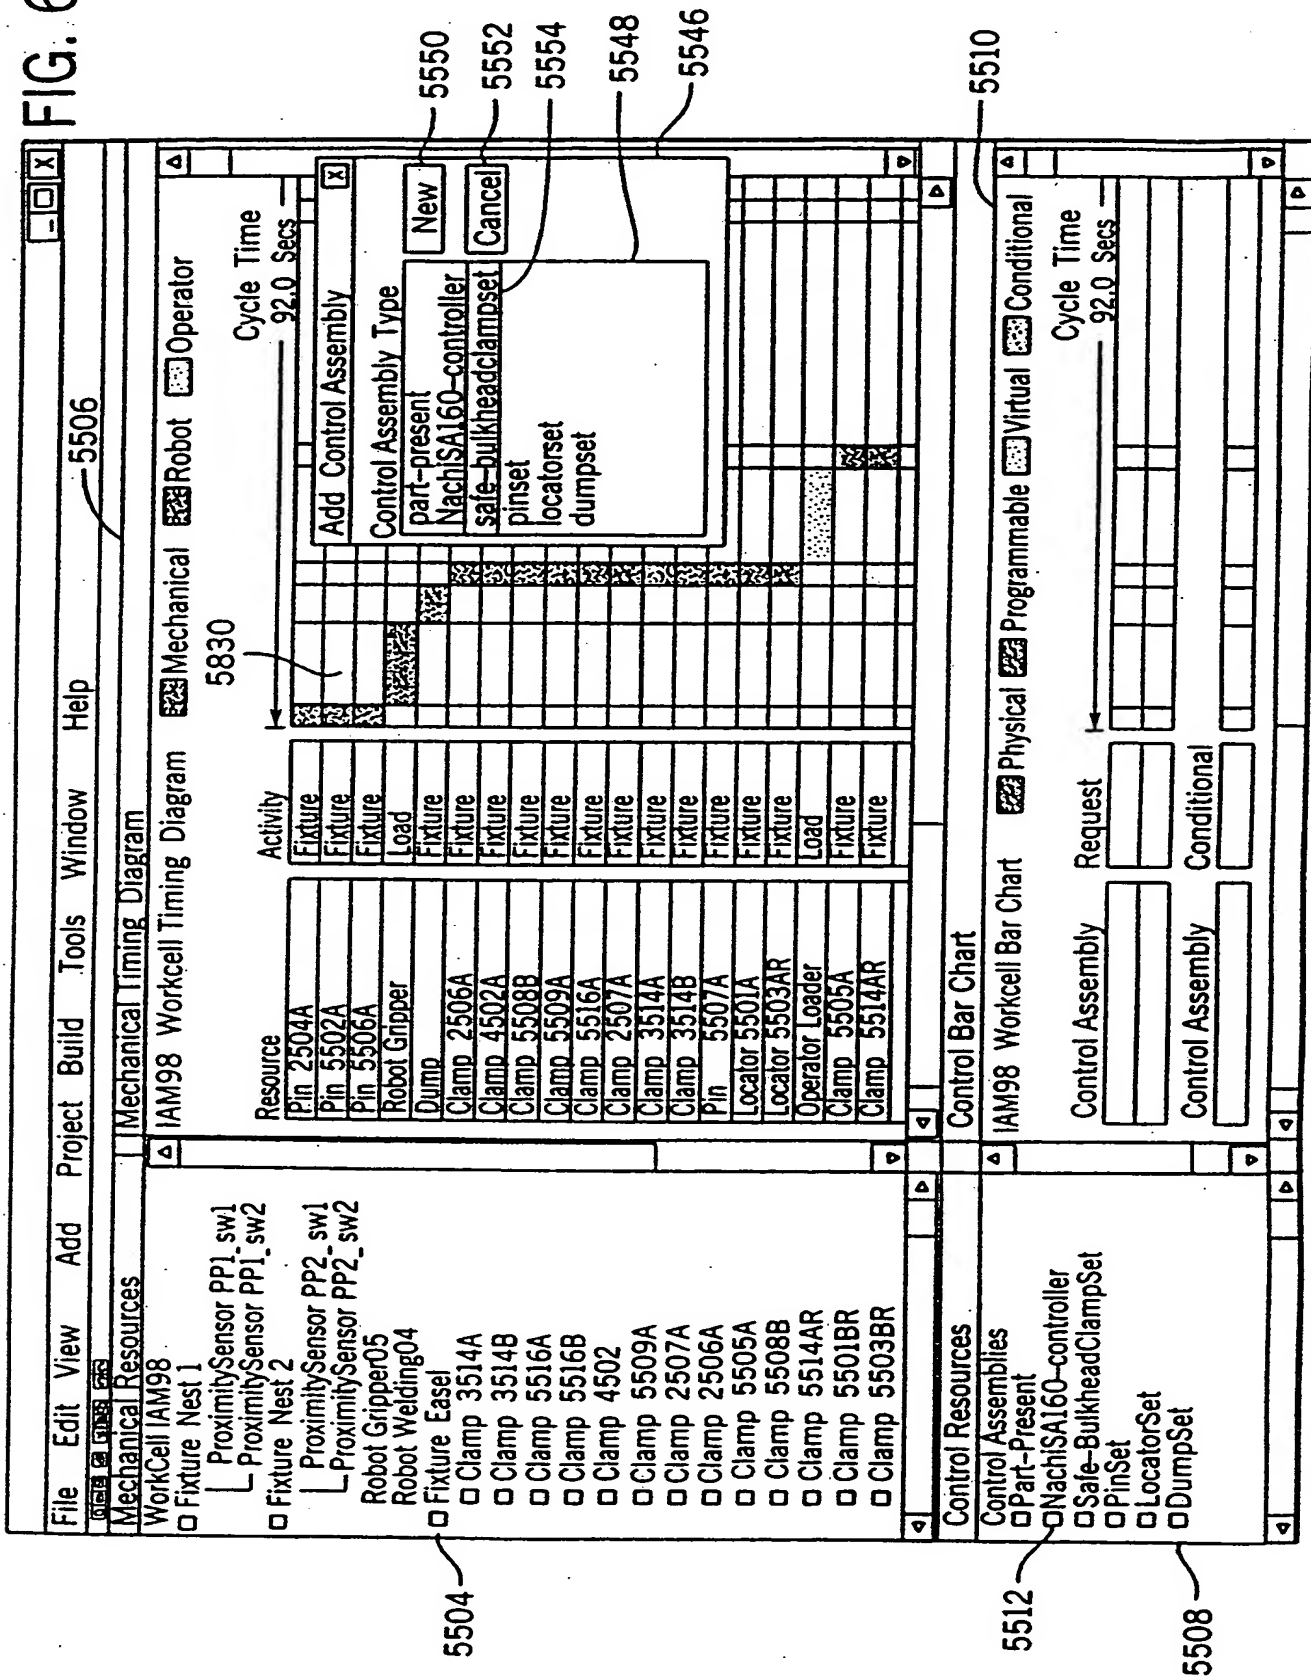 FIG. 6
File Edit View Add Project Build Tools Window Help
Mechanical Resources
WorkCell IAM98
Fixture Nest 1
ProximitySensor PP1_sw1
ProximitySensor PP1_sw2
Fixture Nest 2
ProximitySensor PP2_sw1
ProximitySensor PP2_sw2
Robot Gripper05
Robot Welding04
Fixture Easel
Clamp 3514A
Clamp 3514B
Clamp 5516A
Clamp 5516B
Clamp 4502
Clamp 5509A
Clamp 2507A
Clamp 2506A
Clamp 5505A
Clamp 5508B
Clamp 5514AR
Clamp 5501BR
Clamp 5503BR
Mechanical Timing Diagram
IAM98 Workcell Timing Diagram Mechanical Robot Operator
Cycle Time
92.0 Secs
Resource Activity
Pin 2504A Fixture
Pin 5502A Fixture
Pin 5506A Fixture
Robot Gripper Load
Dump Fixture
Clamp 2506A Fixture
Clamp 4502A Fixture
Clamp 5508B Fixture
Clamp 5509A Fixture
Clamp 5516A Fixture
Clamp 2507A Fixture
Clamp 3514A Fixture
Clamp 3514B Fixture
Pin 5507A Fixture
Locator 5501A Fixture
Locator 5503AR Fixture
Operator Loader Load
Clamp 5505A Fixture
Clamp 5514AR Fixture
Add Control Assembly
X
Control Assembly Type
part-present
NachiSA160-controller
safe-bulkheadclampset
pinset
locatorset
dumpset
New
Cancel
Control Resources
Control Assemblies
Part-Present
NachiSA160-controller
Safe-BulkheadClampSet
PinSet
LocatorSet
DumpSet
Control Bar Chart
IAM98 Workcell Bar Chart Physical Programmable Virtual Conditional
Cycle Time
92.0 Secs
Control Assembly Request
Control Assembly Conditional
X
5506
5830
5550
5552
5554
5548
5546
5510
5504
5512
5508